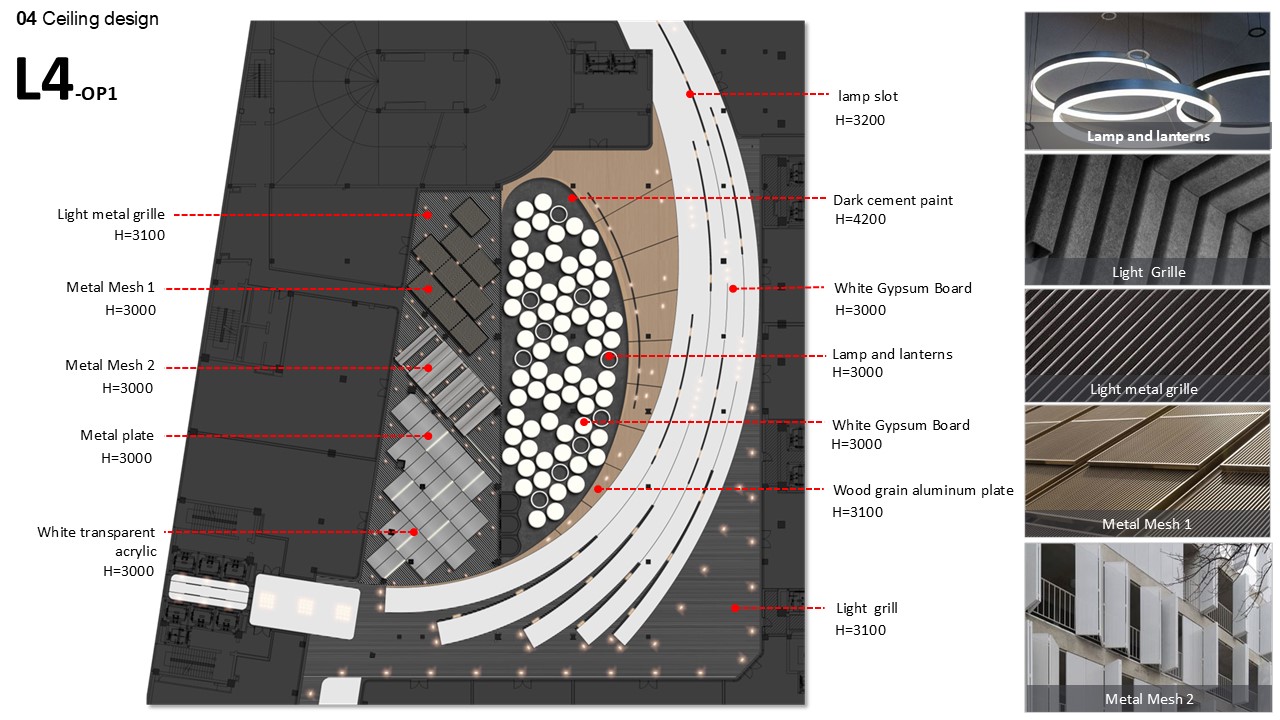 04 Ceiling design
L4-OP1
Light metal grille
H=3100
Metal Mesh 1
H=3000
Metal Mesh 2
H=3000
Metal plate
H=3000
White transparent
acrylic
H=3000
lamp slot
H=3200
Dark cement paint
H=4200
White Gypsum Board
H=3000
Lamp and lanterns
H=3000
White Gypsum Board
H=3000
Wood grain aluminum plate
H=3100
Light grill
H=3100
Lamp and lanterns
Light Grille
Light metal grille
Metal Mesh 1
Metal Mesh 2